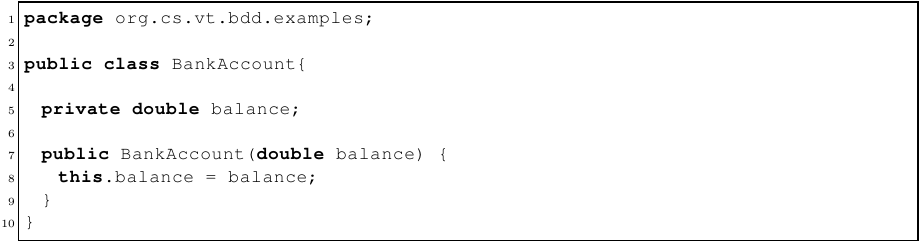 1 package org.cs.vt.bdd.examples;
2
3 public class BankAccount{
4
5   private double balance;
6
7   public BankAccount(double balance) {
8     this.balance = balance;
9   }
10 }